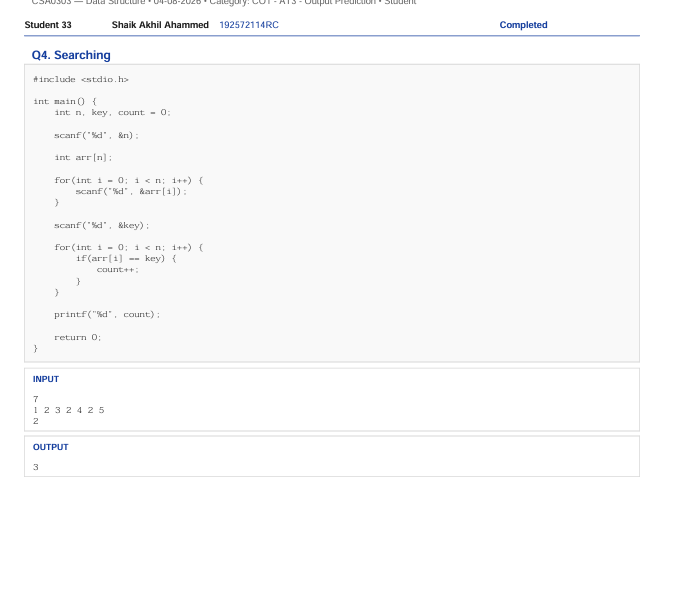 CSA0303 — Data Structure • 04-08-2026 • Category: CO1 - A13 - Output Prediction • Student
Student 33 Shaik Akhil Ahammed 192572114RC Completed
Q4. Searching
#include <stdio.h>
int main() {
    int n, key, count = 0;
    scanf("%d", &n);
    int arr[n];
    for(int i = 0; i < n; i++) {
        scanf("%d", &arr[i]);
    }
    scanf("%d", &key);
    for(int i = 0; i < n; i++) {
        if(arr[i] == key) {
            count++;
        }
    }
    printf("%d", count);
    return 0;
}
INPUT
7
1 2 3 2 4 2 5
2
OUTPUT
3